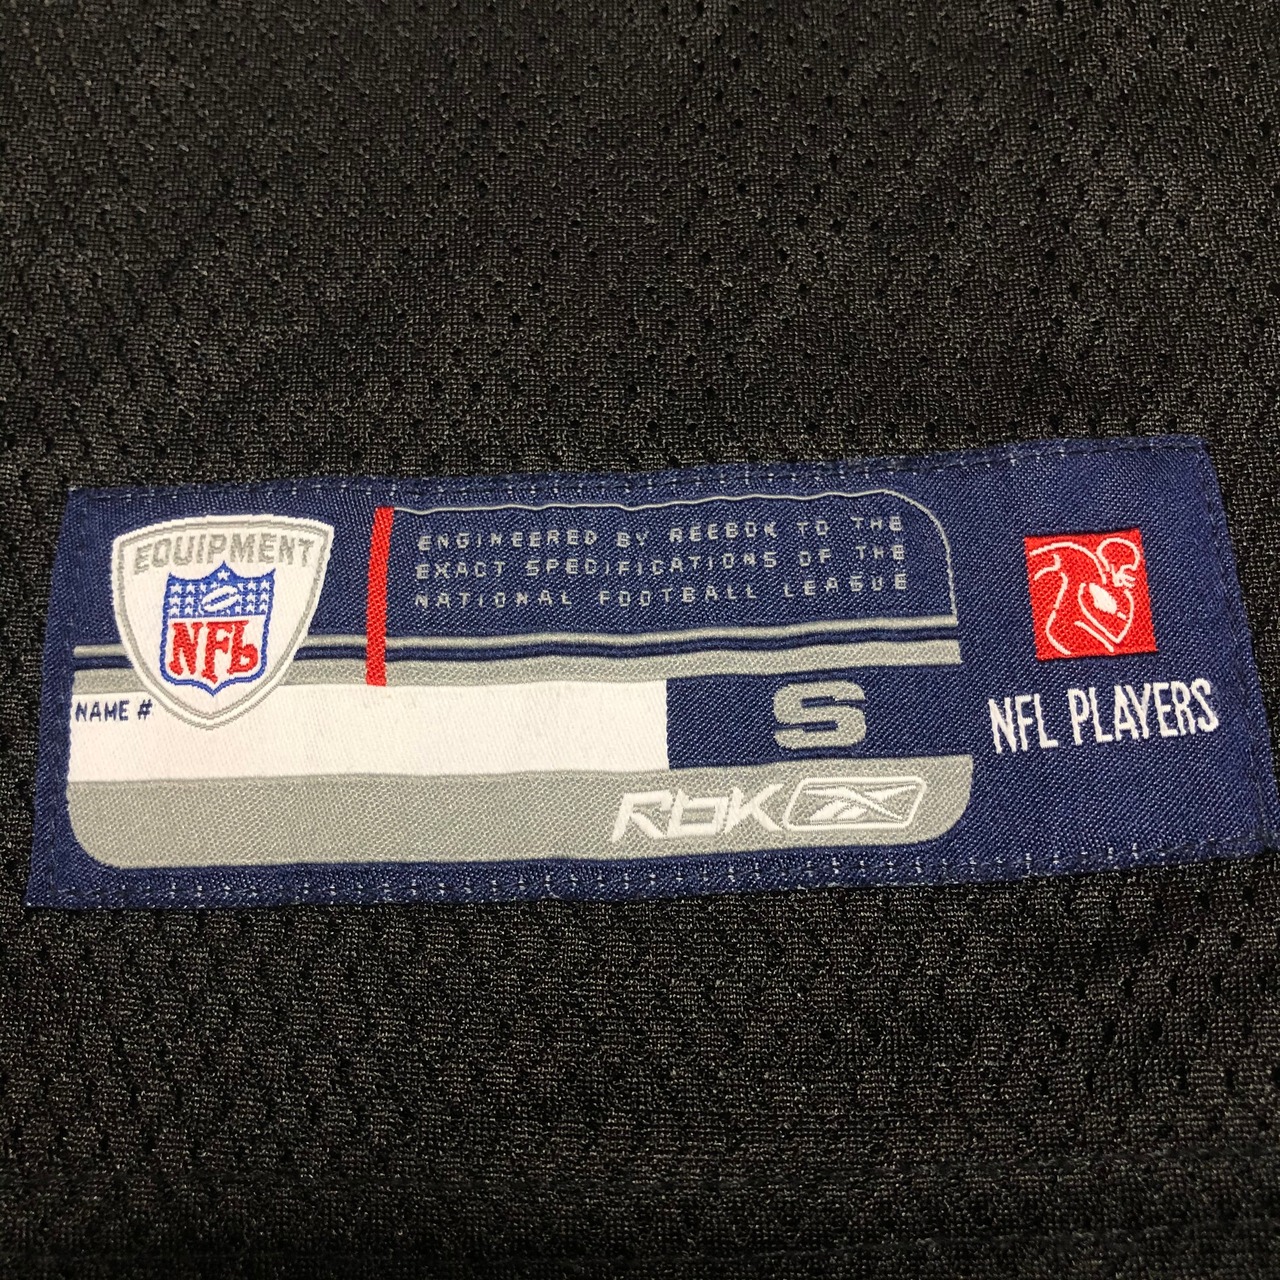 EQUIPMENT
NFL
ENGINEERED BY REEBOK TO THE
EXACT SPECIFICATIONS OF THE
NATIONAL FOOTBALL LEAGUE
NAME #
S
RBK
NFL PLAYERS